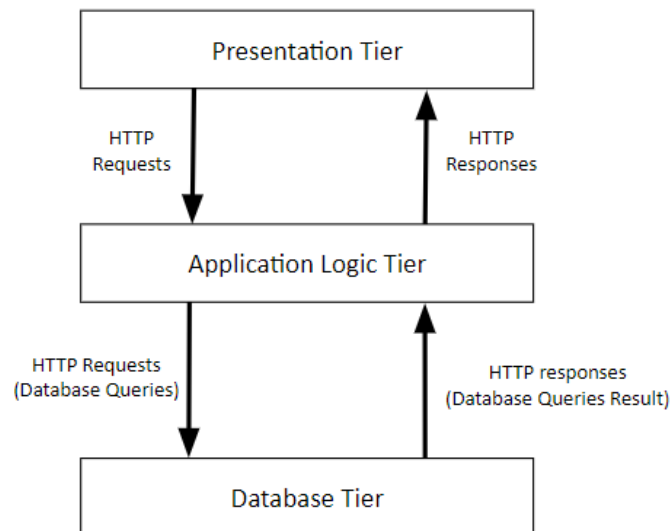 Presentation Tier
HTTP
Requests
HTTP
Responses
Application Logic Tier
HTTP Requests
(Database Queries)
HTTP responses
(Database Queries Result)
Database Tier